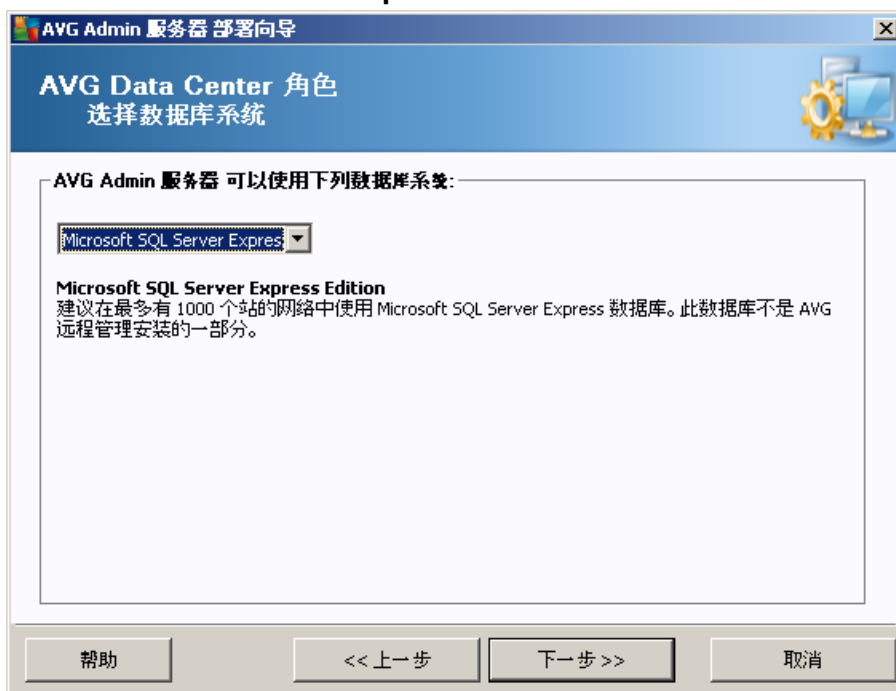 AVG Admin 服务器 部署向导
AVG Data Center 角色
选择数据库系统
AVG Admin 服务器 可以使用下列数据库系统:
Microsoft SQL Server Expres
Microsoft SQL Server Express Edition
建议在最多有 1000 个站的网络中使用 Microsoft SQL Server Express 数据库。此数据库不是 AVG
远程管理安装的一部分。
帮助
<< 上一步
下一步 >>
取消